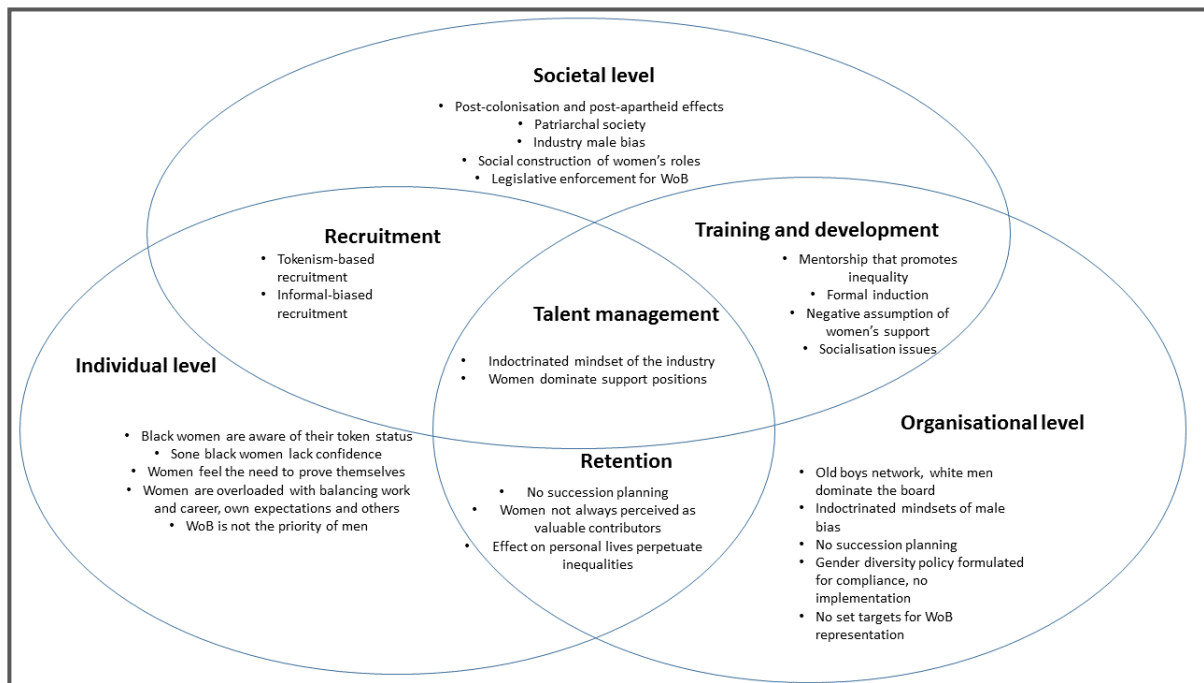 Societal level
• Post-colonisation and post-apartheid effects
• Patriarchal society
• Industry male bias
• Social construction of women's roles
• Legislative enforcement for WoB
Recruitment
• Tokenism-based
recruitment
• Informal-biased
recruitment
Training and development
• Mentorship that promotes
inequality
• Formal induction
• Negative assumption of
women's support
• Socialisation issues
Talent management
• Indoctrinated mindset of the industry
• Women dominate support positions
Individual level
• Black women are aware of their token status
• Sone black women lack confidence
• Women feel the need to prove themselves
• Women are overloaded with balancing work
and career, own expectations and others
• WoB is not the priority of men
Retention
• No succession planning
• Women not always perceived as
valuable contributors
• Effect on personal lives perpetuate
inequalities
Organisational level
• Old boys network, white men
dominate the board
• Indoctrinated mindsets of male
bias
• No succession planning
• Gender diversity policy formulated
for compliance, no
implementation
• No set targets for WoB
representation